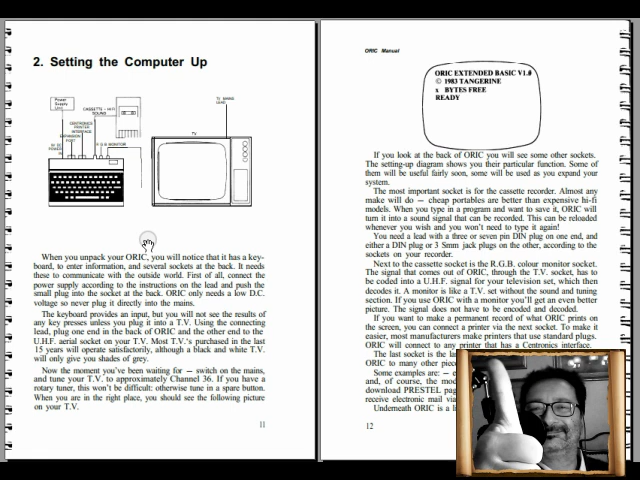 2. Setting the Computer Up
Power
Supply
Unit
CASSETTE - HI-FI
SOUND
TV MAINS
LEAD
CENTRONICS
PRINTER
INTERFACE
EXPANSION
PORT
R G B MONITOR
TV
When you unpack your ORIC, you will notice that it has a key-
board, to enter information, and several sockets at the back. It needs
these to communicate with the outside world. First of all, connect the
power supply according to the instructions on the lead and push the
small plug into the socket at the back. ORIC only needs a low D.C.
voltage so never plug it directly into the mains.
The keyboard provides an input, but you will not see the results of
any key presses unless you plug it into a T.V. Using the connecting
lead, plug one end in the back of ORIC and the other end to the
U.H.F. aerial socket on your T.V. Most T.V.'s purchased in the last
15 years will operate satisfactorily, although a black and white T.V.
will only give you shades of grey.
Now the moment you've been waiting for — switch on the mains,
and tune your T.V. to approximately Channel 36. If you have a
rotary tuner, this won't be difficult: otherwise tune in a spare button.
When you are in the right place, you should see the following picture
on your T.V.
11
ORIC Manual
ORIC EXTENDED BASIC V1.0
© 1983 TANGERINE
x BYTES FREE
READY
If you look at the back of ORIC you will see some other sockets.
The setting-up diagram shows you their particular function. Some of
them will be useful fairly soon, some will be used as you expand your
system.
The most important socket is for the cassette recorder. Almost any
make will do — cheap portables are better than expensive hi-fi
models. When you type in a program and want to save it, ORIC will
turn it into a sound signal that can be recorded. This can be reloaded
whenever you wish and you won't need to type it again!
You need a lead with a three or seven pin DIN plug on one end, and
either a DIN plug or 3 5mm jack plugs on the other, according to the
sockets on your recorder.
Next to the cassette socket is the R.G.B. colour monitor socket.
The signal that comes out of ORIC, through the T.V. socket, has to
be coded into a U.H.F. signal for your television set, which then
decodes it. A monitor is like a T.V. set without the sound and tuning
section. If you use ORIC with a monitor you'll get an even better
picture. The signal does not have to be encoded and decoded.
If you want to make a permanent record of what ORIC prints on
the screen, you can connect a printer via the next socket. To make it
easier, most manufacturers make printers that use standard plugs.
ORIC will connect to any printer that has a Centronics interface.
The last socket is the
ORIC to many other piec
Some examples are: —
and, of course, the mod
download PRESTEL pag
receive electronic mail via
Underneath ORIC is a li
12